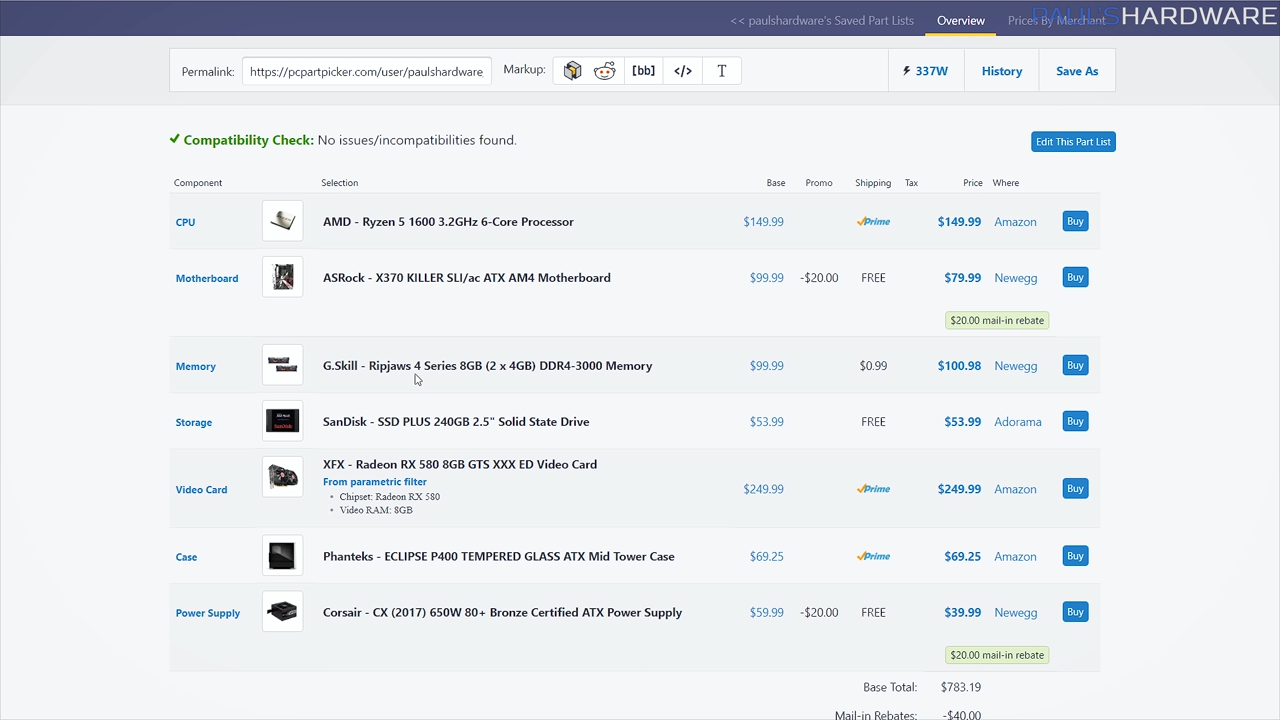 << paulshardware's Saved Part Lists Overview Prices By Merchant
PAUL'S HARDWARE
Permalink: https://pcpartpicker.com/user/paulshardware, Markup: [bb] </> T 337W History Save As
Compatibility Check: No issues/incompatibilities found. Edit This Part List
Component Selection Base Promo Shipping Tax Price Where
CPU AMD - Ryzen 5 1600 3.2GHz 6-Core Processor $149.99 Prime $149.99 Amazon Buy
Motherboard ASRock - X370 KILLER SLI/ac ATX AM4 Motherboard $99.99 -$20.00 FREE $79.99 Newegg Buy
$20.00 mail-in rebate
Memory G.Skill - Ripjaws 4 Series 8GB (2 x 4GB) DDR4-3000 Memory $99.99 $0.99 $100.98 Newegg Buy
Storage SanDisk - SSD PLUS 240GB 2.5" Solid State Drive $53.99 FREE $53.99 Adorama Buy
XFX - Radeon RX 580 8GB GTS XXX ED Video Card
From parametric filter
Video Card $249.99 Prime $249.99 Amazon Buy
• Chipset: Radeon RX 580
• Video RAM: 8GB
Case Phanteks - ECLIPSE P400 TEMPERED GLASS ATX Mid Tower Case $69.25 Prime $69.25 Amazon Buy
Power Supply Corsair - CX (2017) 650W 80+ Bronze Certified ATX Power Supply $59.99 -$20.00 FREE $39.99 Newegg Buy
$20.00 mail-in rebate
Base Total: $783.19
Mail-in Rebates: -$40.00